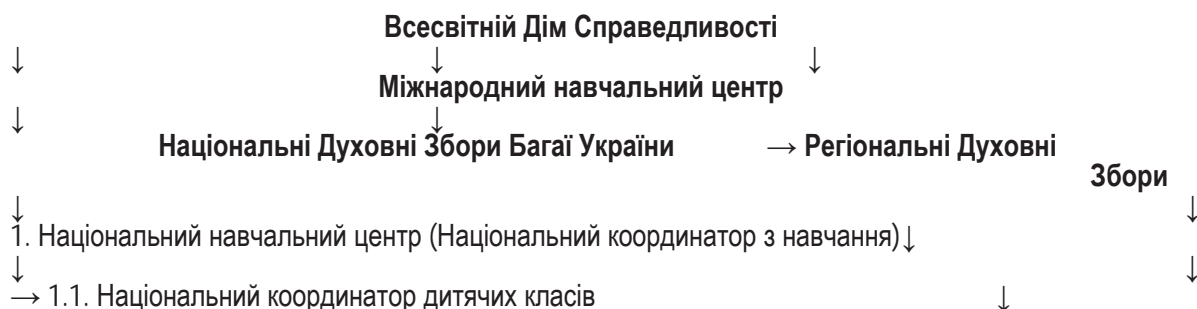 Всесвітній Дім Справедливості
↓ ↓ ↓
Міжнародний навчальний центр
↓ ↓
Національні Духовні Збори Багаї України → Регіональні Духовні
Збори
↓ ↓
1. Національний навчальний центр (Національний координатор з навчання)↓
↓ ↓
→ 1.1. Національний координатор дитячих класів ↓